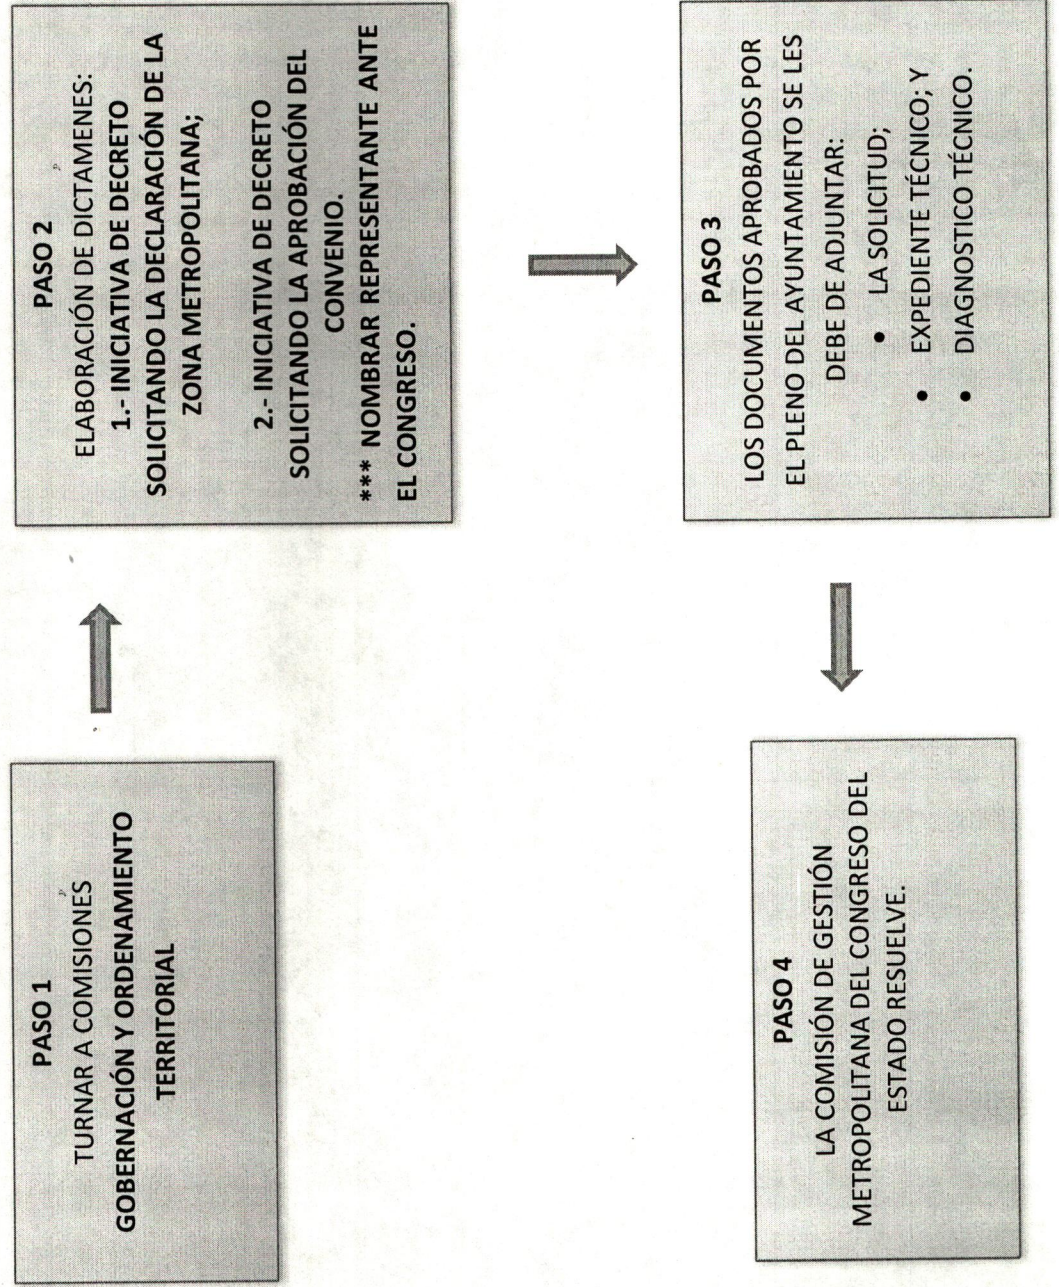 PASO 1
TURNAR A COMISIONES
GOBERNACIÓN Y ORDENAMIENTO
TERRITORIAL
PASO 2
ELABORACIÓN DE DICTAMENES:
1.- INICIATIVA DE DECRETO
SOLICITANDO LA DECLARACIÓN DE LA
ZONA METROPOLITANA;
2.- INICIATIVA DE DECRETO
SOLICITANDO LA APROBACIÓN DEL
CONVENIO.
*** NOMBRAR REPRESENTANTE ANTE
EL CONGRESO.
PASO 3
LOS DOCUMENTOS APROBADOS POR
EL PLENO DEL AYUNTAMIENTO SE LES
DEBE DE ADJUNTAR:
• LA SOLICITUD;
• EXPEDIENTE TÉCNICO; Y
• DIAGNOSTICO TÉCNICO.
PASO 4
LA COMISIÓN DE GESTIÓN
METROPOLITANA DEL CONGRESO DEL
ESTADO RESUELVE.